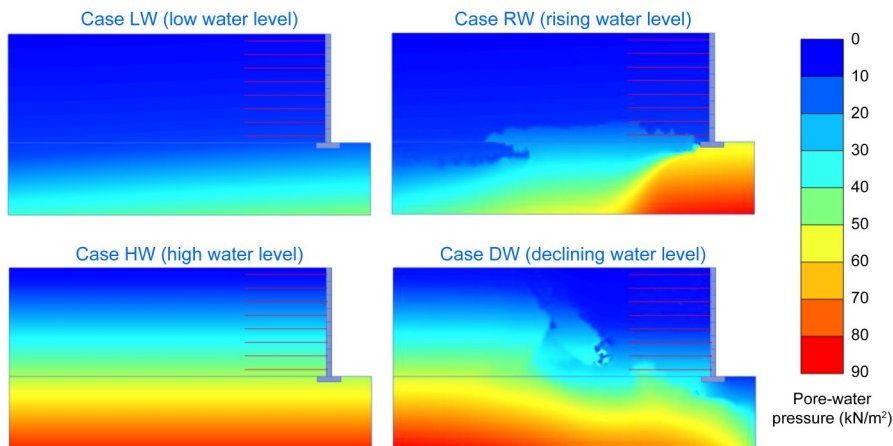 Case LW (low water level)
Case RW (rising water level)
0
10
20
30
40
50
60
70
80
90
Case HW (high water level)
Case DW (declining water level)
Pore-water
pressure (kN/m²)